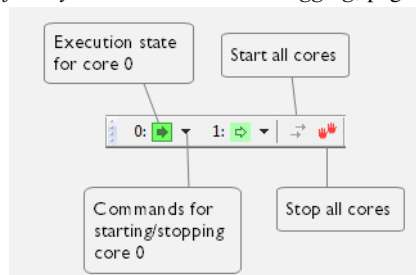 Execution state
for core 0
Start all cores
0:
1:
Commands for
starting/stopping
core 0
Stop all cores